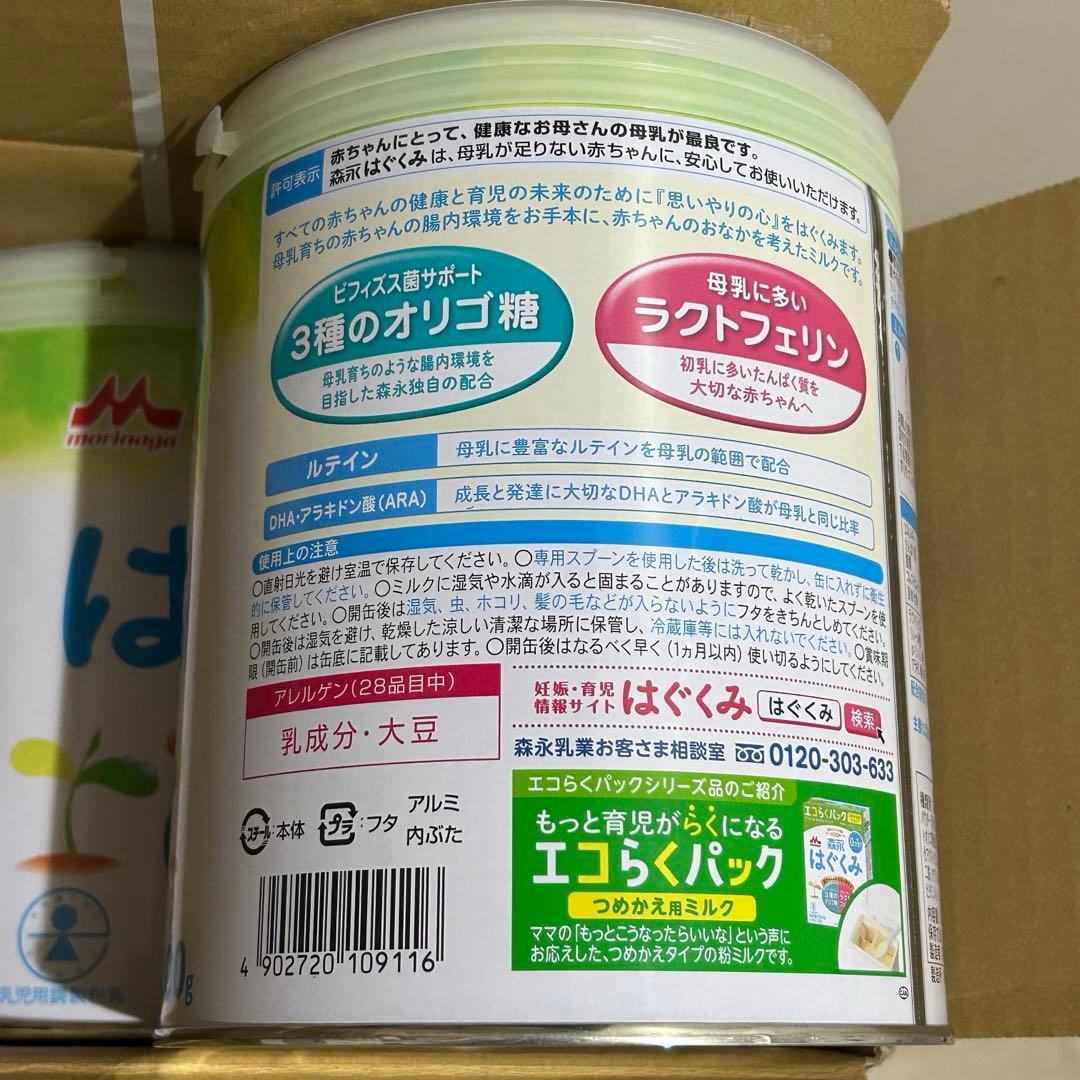 許可表示
赤ちゃんにとって、健康なお母さんの母乳が最良です。
森永はぐくみは、母乳が足りない赤ちゃんに、安心してお使いいただけます。
すべての赤ちゃんの健康と育児の未来のために『思いやりの心』をはぐくみます。
母乳育ちの赤ちゃんの腸内環境をお手本に、赤ちゃんのおなかを考えたミルクです。
ビフィズス菌サポート
3種のオリゴ糖
母乳育ちのような腸内環境を
目指した森永独自の配合
母乳に多い
ラクトフェリン
初乳に多いたんぱく質を
大切な赤ちゃんへ
ルテイン
母乳に豊富なルテインを母乳の範囲で配合
DHA・アラキドン酸(ARA)
成長と発達に大切なDHAとアラキドン酸が母乳と同じ比率
使用上の注意
○直射日光を避け室温で保存してください。○専用スプーンを使用した後は洗って乾かし、缶に入れずに衛生
的に保管してください。○ミルクに湿気や水滴が入ると固まることがありますので、よく乾いたスプーンを使
用してください。○開缶後は湿気、虫、ホコリ、髪の毛などが入らないようにフタをきちんとしめてください。
○開缶後は湿気を避け、乾燥した涼しい清潔な場所に保管し、冷蔵庫等には入れないでください。○賞味期
限(開缶前)は缶底に記載してあります。○開缶後はなるべく早く(1ヵ月以内)使い切るようにしてください。
アレルゲン(28品目中)
乳成分・大豆
妊娠・育児
情報サイト
はぐくみ
はぐくみ
検索
森永乳業お客さま相談室 0120-303-633
スチール:本体
プラ:フタ
アルミ
内ぶた
4 902720 109116
エコらくパックシリーズ品のご紹介
もっと育児がらくになる
エコらくパック
つめかえ用ミルク
ママの「もっとこうなったらいいな」という声に
お応えした、つめかえタイプの粉ミルクです。
エコらくパック
森永
はぐくみ
3種の
オリゴ糖
morinaga
は
乳児用調製粉乳
0g